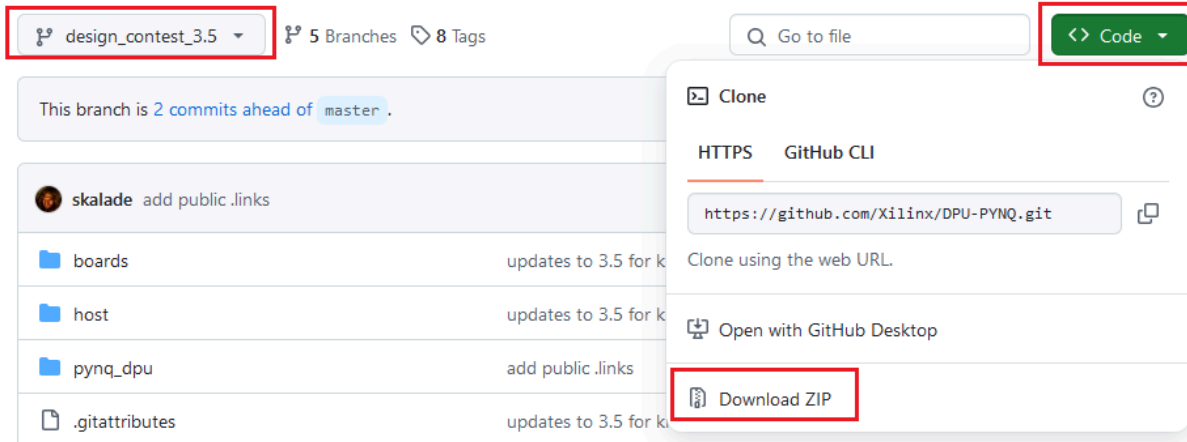 design_contest_3.5
5 Branches
8 Tags
Go to file
<> Code
This branch is 2 commits ahead of master .
Clone
HTTPS
GitHub CLI
https://github.com/Xilinx/DPU-PYNQ.git
Clone using the web URL.
Open with GitHub Desktop
Download ZIP
skalade add public .links
boards updates to 3.5 for k
host updates to 3.5 for k
pynq_dpu add public .links
.gitattributes updates to 3.5 for k